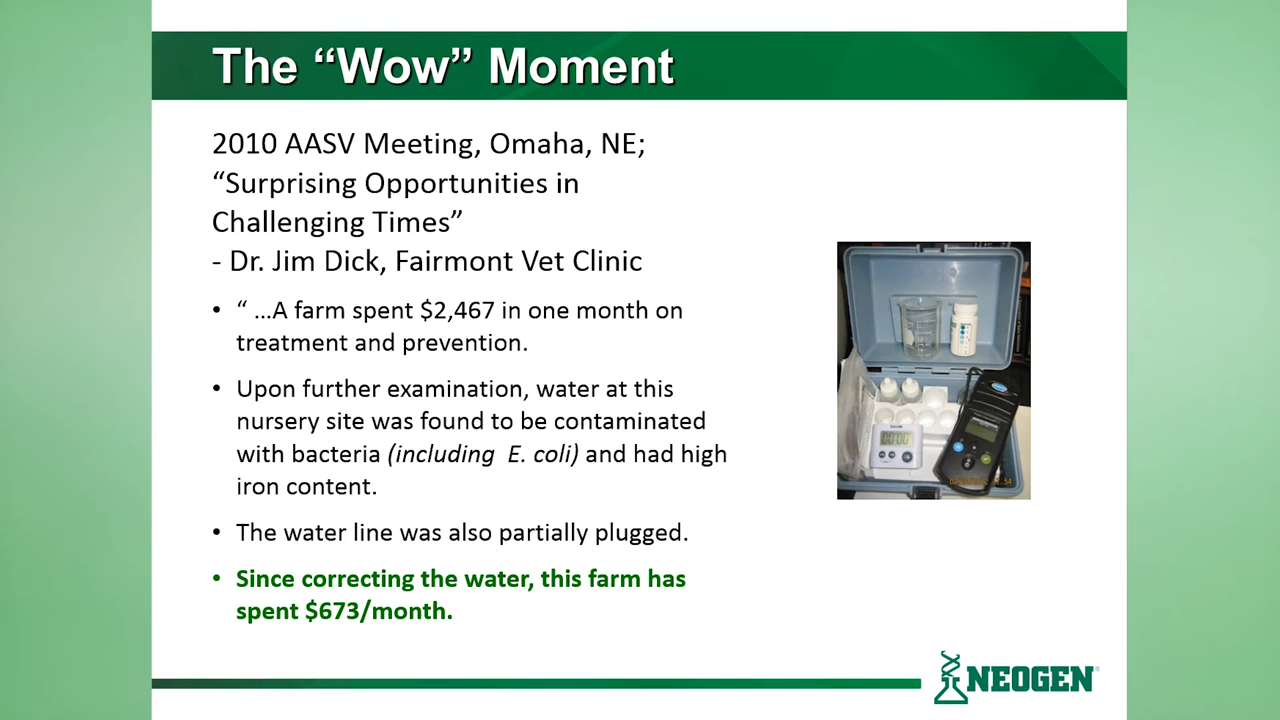 The “Wow” Moment
2010 AASV Meeting, Omaha, NE;
“Surprising Opportunities in
Challenging Times”
- Dr. Jim Dick, Fairmont Vet Clinic
• “ …A farm spent $2,467 in one month on
treatment and prevention.
• Upon further examination, water at this
nursery site was found to be contaminated
with bacteria (including E. coli) and had high
iron content.
• The water line was also partially plugged.
• Since correcting the water, this farm has
spent $673/month.
00:00
NEOGEN®